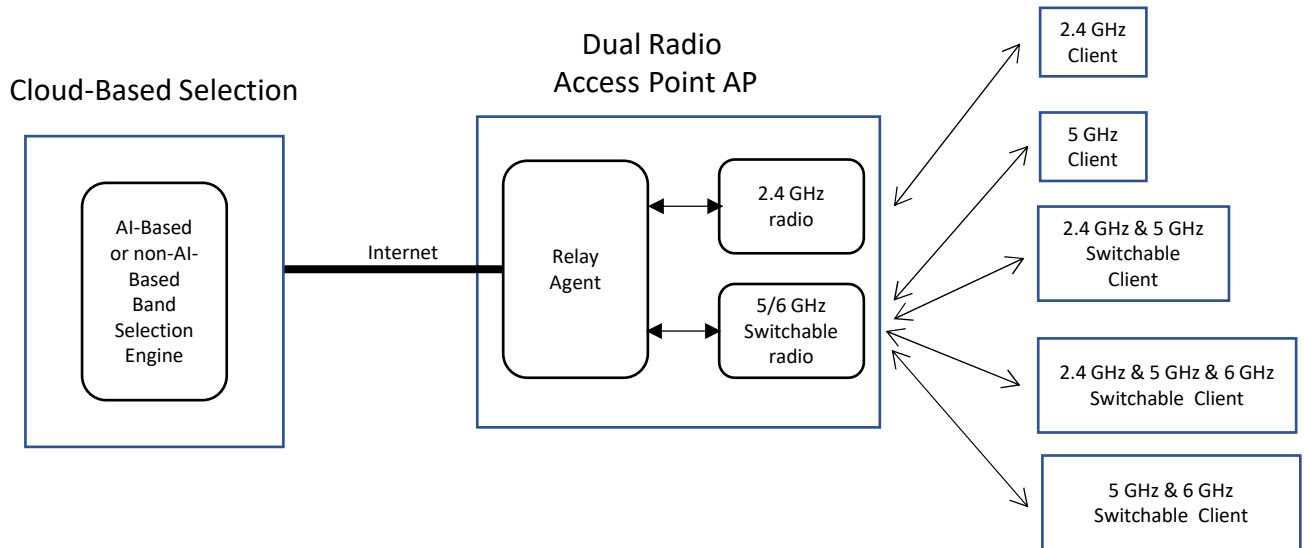 Cloud-Based Selection
AI-Based
or non-AI-
Based
Band
Selection
Engine
Internet
Dual Radio
Access Point AP
Relay
Agent
2.4 GHz
radio
5/6 GHz
Switchable
radio
2.4 GHz
Client
5 GHz
Client
2.4 GHz & 5 GHz
Switchable
Client
2.4 GHz & 5 GHz & 6 GHz
Switchable Client
5 GHz & 6 GHz
Switchable Client